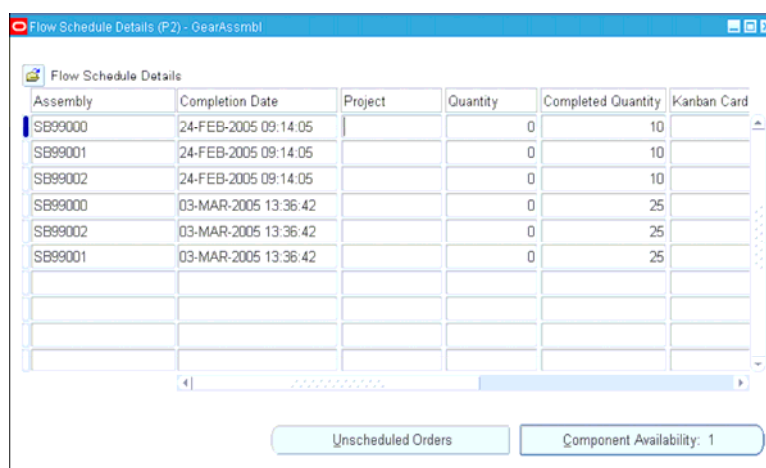 Flow Schedule Details (P2) - GearAssmbl
Flow Schedule Details
Assembly Completion Date Project Quantity Completed Quantity Kanban Card
SB99000 24-FEB-2005 09:14:05 0 10
SB99001 24-FEB-2005 09:14:05 0 10
SB99002 24-FEB-2005 09:14:05 0 10
SB99000 03-MAR-2005 13:36:42 0 25
SB99002 03-MAR-2005 13:36:42 0 25
SB99001 03-MAR-2005 13:36:42 0 25
Unscheduled Orders Component Availability: 1